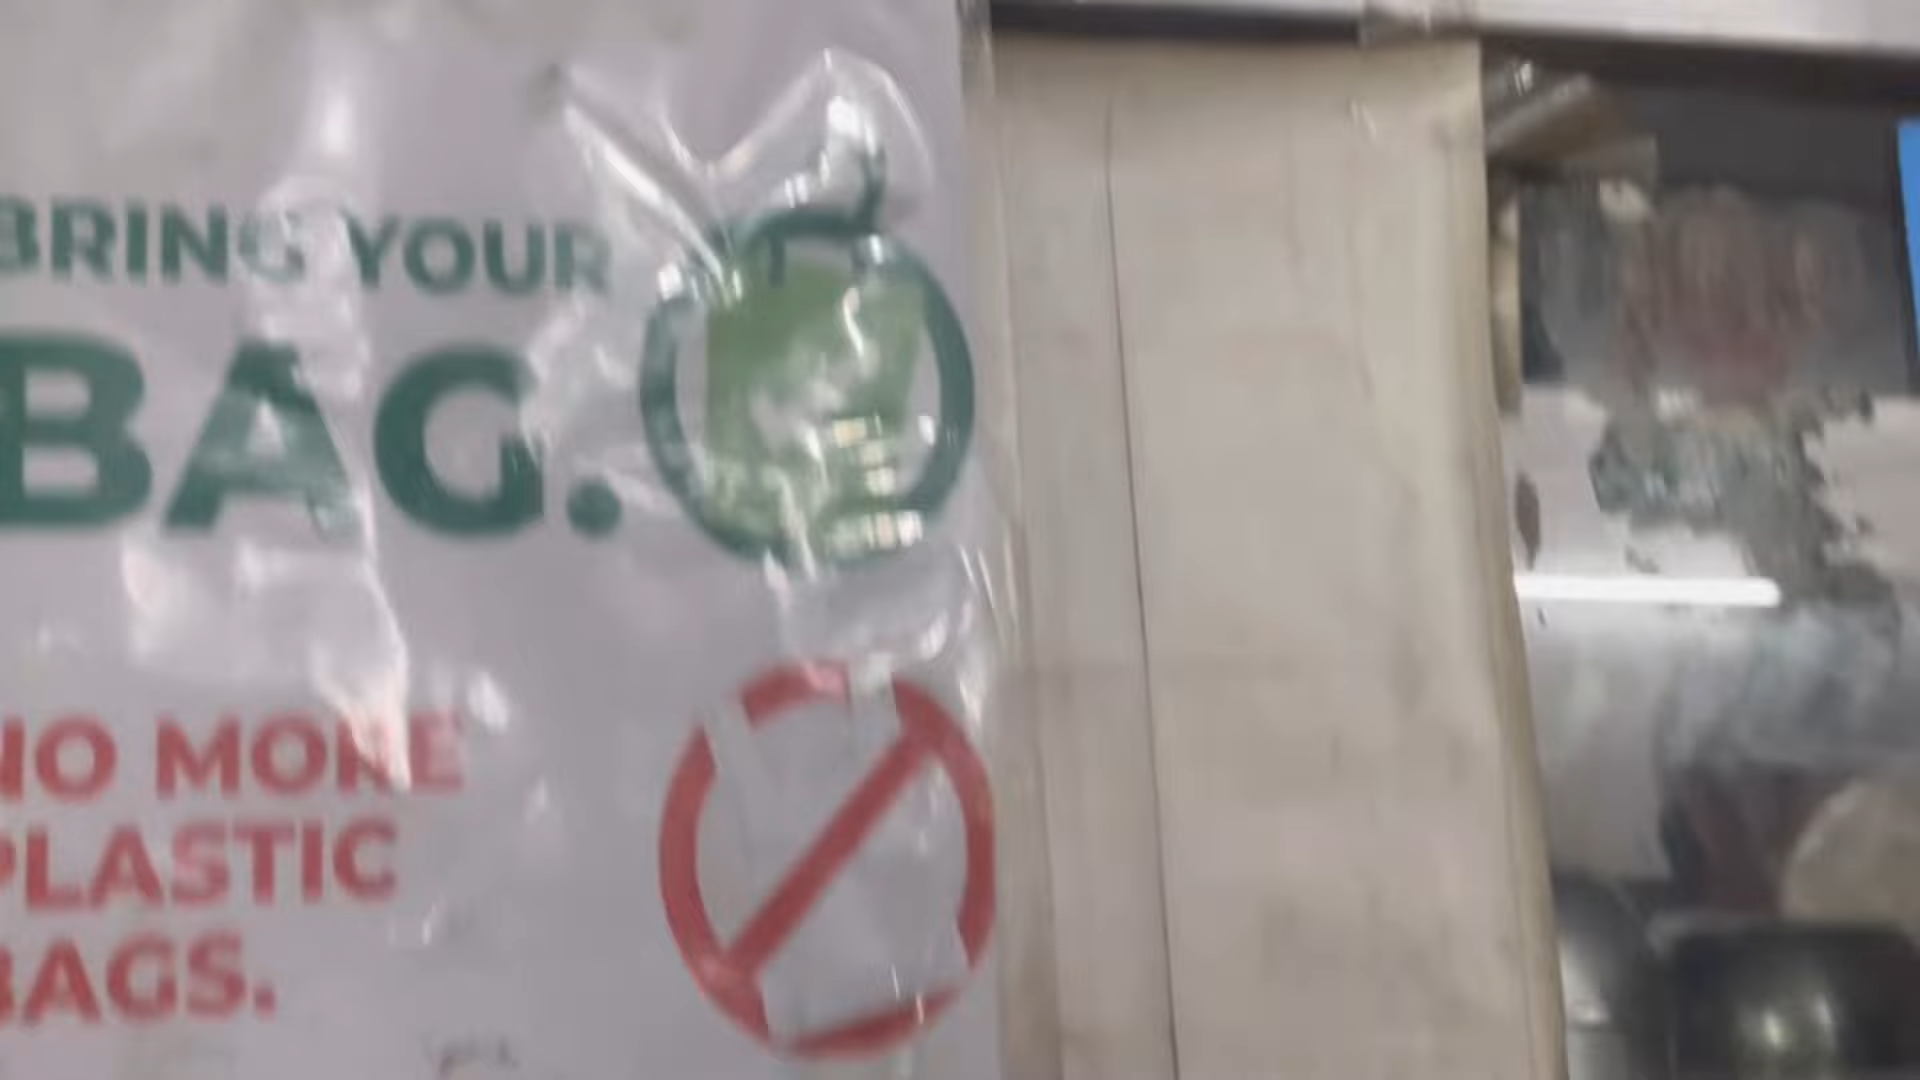 BRING YOUR
BAG.
NO MORE
PLASTIC
BAGS.